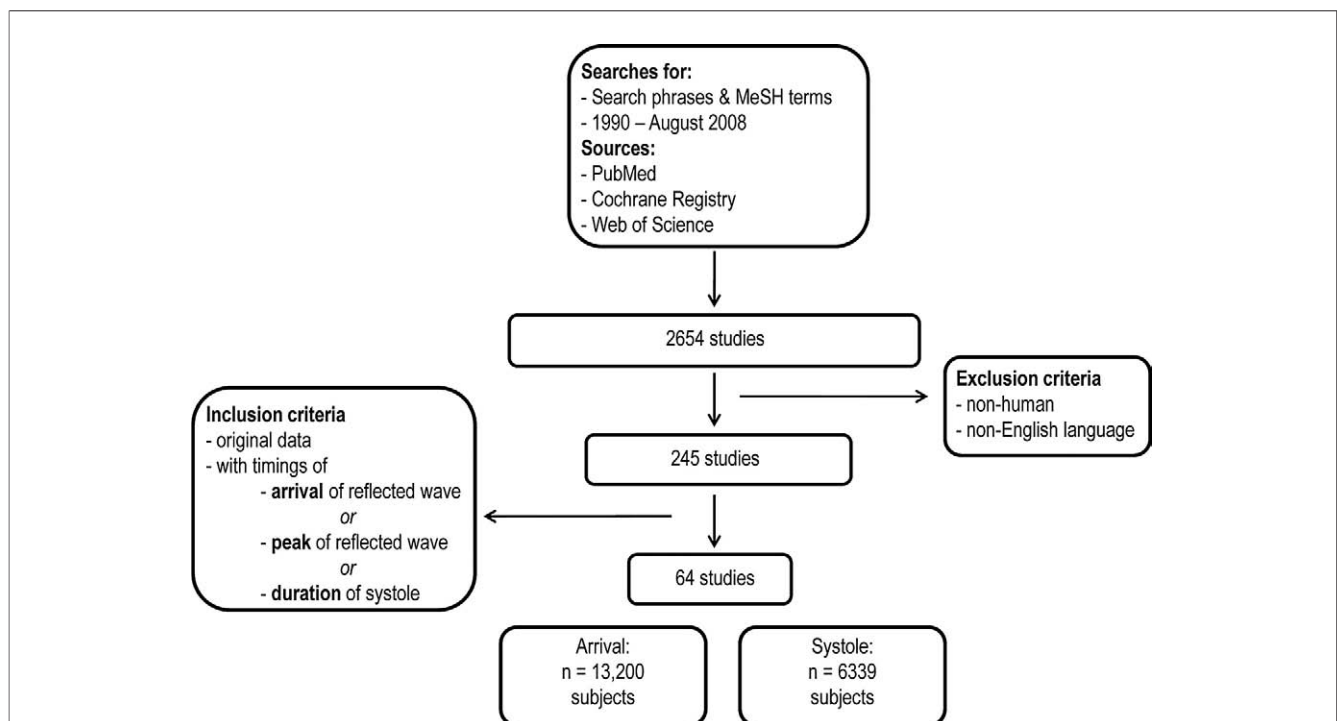 Searches for:
- Search phrases & MeSH terms
- 1990 – August 2008
Sources:
- PubMed
- Cochrane Registry
- Web of Science
2654 studies
Exclusion criteria
- non-human
- non-English language
245 studies
Inclusion criteria
- original data
- with timings of
- arrival of reflected wave
or
- peak of reflected wave
or
- duration of systole
64 studies
Arrival:
n = 13,200
subjects
Systole:
n = 6339
subjects